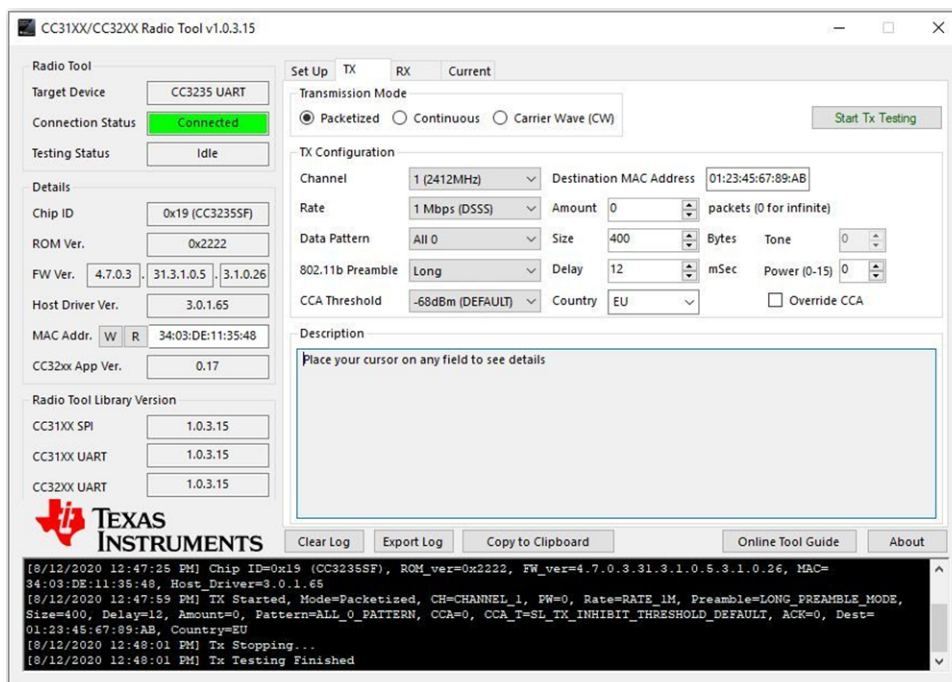 CC31XX/CC32XX Radio Tool v1.0.3.15
Radio Tool
Target Device CC3235 UART
Connection Status Connected
Testing Status Idle
Details
Chip ID 0x19 (CC3235SF)
ROM Ver. 0x2222
FW Ver. 4.7.0.3 . 31.3.1.0.5 . 3.1.0.26
Host Driver Ver. 3.0.1.65
MAC Addr. W R 34:03:DE:11:35:48
CC32xx App Ver. 0.17
Radio Tool Library Version
CC31XX SPI 1.0.3.15
CC31XX UART 1.0.3.15
CC32XX UART 1.0.3.15
TEXAS
INSTRUMENTS
Set Up TX RX Current
Transmission Mode
Packetized Continuous Carrier Wave (CW) Start Tx Testing
TX Configuration
Channel 1 (2412MHz) Destination MAC Address 01:23:45:67:89:AB
Rate 1 Mbps (DSSS) Amount 0 packets (0 for infinite)
Data Pattern All 0 Size 400 Bytes Tone 0
802.11b Preamble Long Delay 12 mSec Power (0-15) 0
CCA Threshold -68dBm (DEFAULT) Country EU Override CCA
Description
Place your cursor on any field to see details
Clear Log Export Log Copy to Clipboard Online Tool Guide About
[8/12/2020 12:47:25 PM] Chip ID=0x19 (CC3235SF), ROM_ver=0x2222, FW_ver=4.7.0.3.31.3.1.0.5.3.1.0.26, MAC=
34:03:DE:11:35:48, Host_Driver=3.0.1.65
[8/12/2020 12:47:59 PM] TX Started, Mode=Packetized, CH=CHANNEL_1, PW=0, Rate=RATE_1M, Preamble=LONG_PREAMBLE_MODE,
Size=400, Delay=12, Amount=0, Pattern=ALL_0_PATTERN, CCA=0, CCA_T=SL_TX_INHIBIT_THRESHOLD_DEFAULT, ACK=0, Dest=
01:23:45:67:89:AB, Country=EU
[8/12/2020 12:48:01 PM] Tx Stopping...
[8/12/2020 12:48:01 PM] Tx Testing Finished